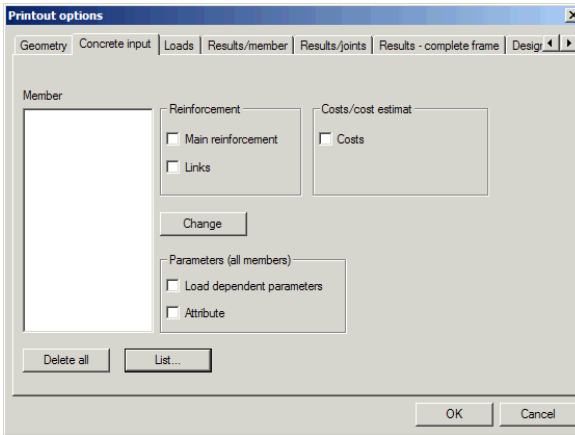 Printout options
Geometry Concrete input Loads Results/member Results/joints Results - complete frame Desigr
Member
Reinforcement
Costs/cost estimat
Main reinforcement
Costs
Links
Change
Parameters (all members)
Load dependent parameters
Attribute
Delete all List...
OK Cancel